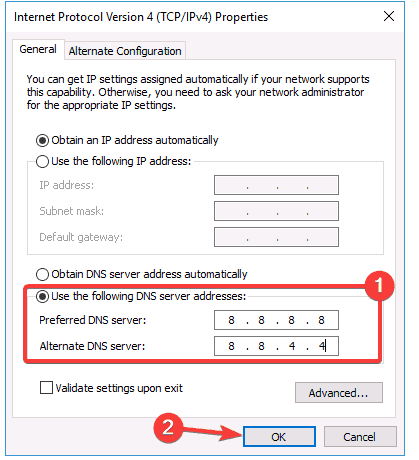 Internet Protocol Version 4 (TCP/IPv4) Properties
General
Alternate Configuration
You can get IP settings assigned automatically if your network supports
this capability. Otherwise, you need to ask your network administrator
for the appropriate IP settings.
Obtain an IP address automatically
Use the following IP address:
IP address:
. . .
Subnet mask:
. . .
Default gateway:
. . .
Obtain DNS server address automatically
1
Use the following DNS server addresses:
Preferred DNS server:
8 . 8 . 8 . 8
Alternate DNS server:
8 . 8 . 4 . 4
Validate settings upon exit
Advanced...
2
OK
Cancel